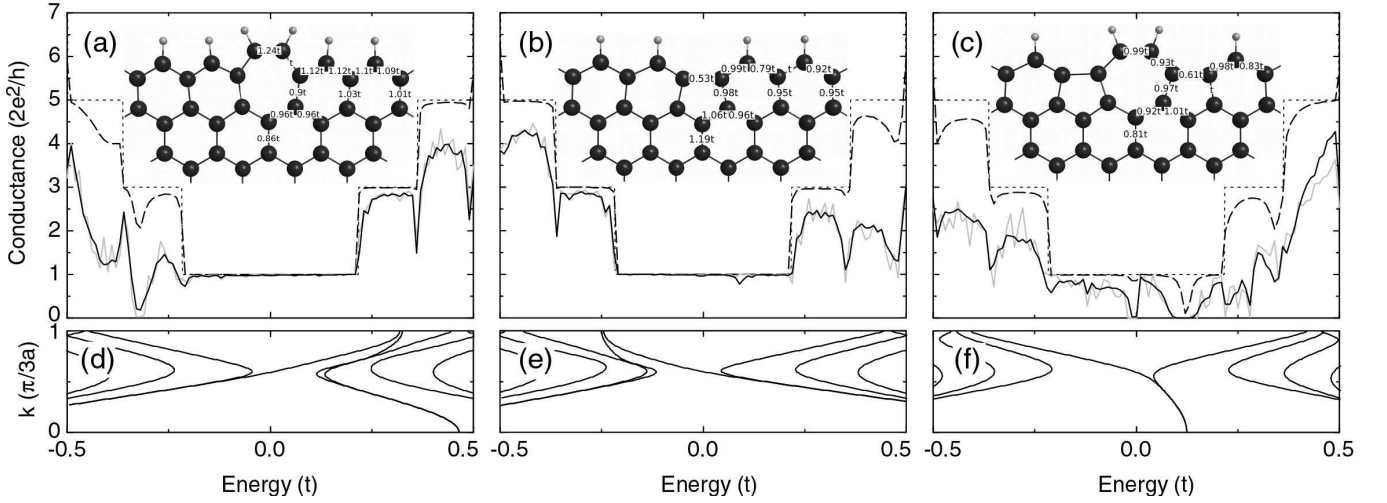 7
6
5
4
3
2
1
0
Conductance (2e²/h)
(a)
1.24t
t
1.12t 1.12t 1.1t 1.09t
0.9t
1.03t
1.01t
0.96t 0.96t
0.86t
(b)
0.99t 0.79t
t
0.92t
0.53t
0.98t
0.95t
0.95t
1.06t 0.96t
1.19t
(c)
0.99t
0.93t
0.98t 0.83t
0.61t
0.97t
t
0.92t 1.01t
0.81t
1
0
k (π/3a)
(d)
(e)
(f)
-0.5
0.0
0.5
-0.5
0.0
0.5
-0.5
0.0
0.5
Energy (t)
Energy (t)
Energy (t)